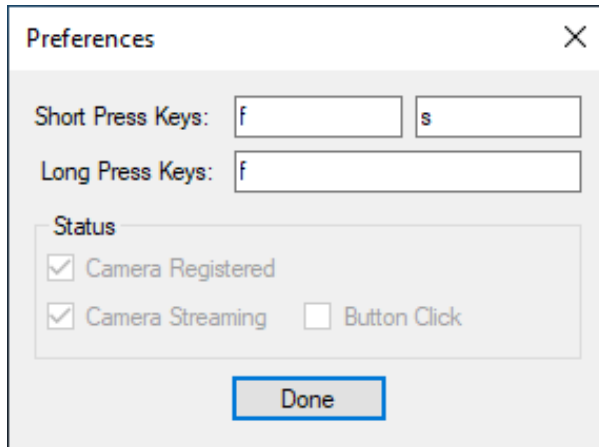 Preferences
Short Press Keys: f s
Long Press Keys: f
Status
Camera Registered
Camera Streaming Button Click
Done